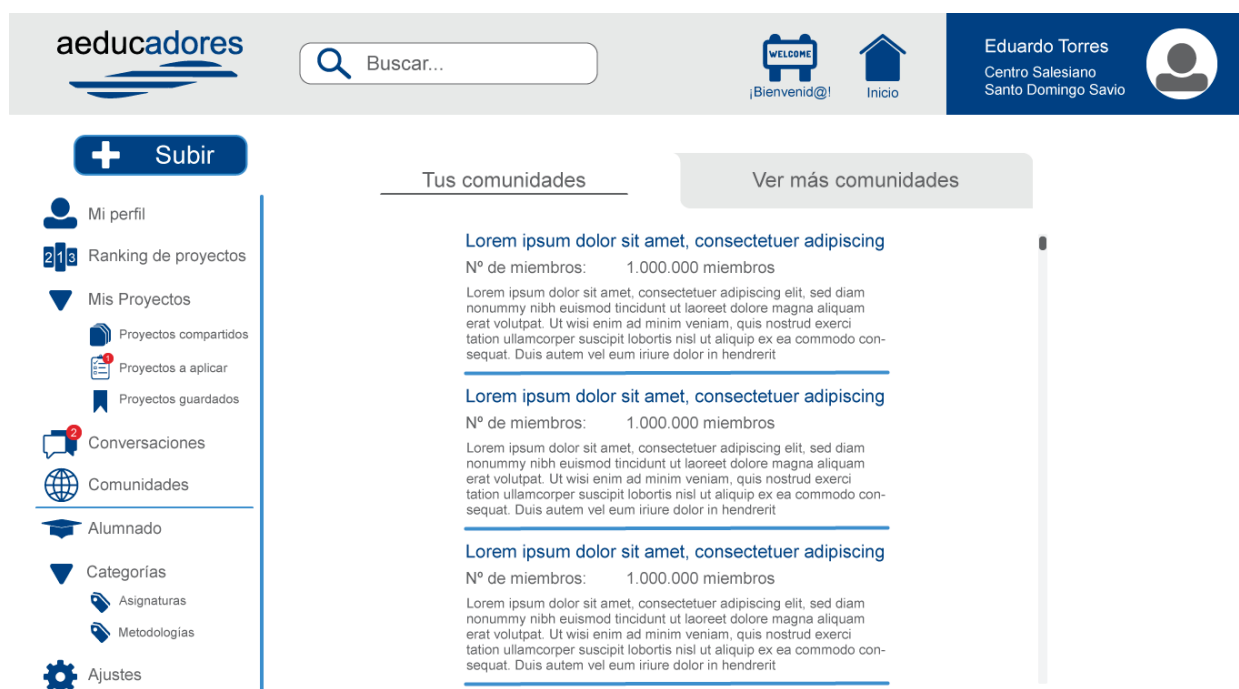 aeducadores
Buscar...
WELCOME
¡Bienvenid@!
Inicio
Eduardo Torres
Centro Salesiano
Santo Domingo Savio
Subir
Mi perfil
2 1 3
Ranking de proyectos
Mis Proyectos
Proyectos compartidos
1
Proyectos a aplicar
Proyectos guardados
2
Conversaciones
Comunidades
Alumnado
Categorías
Asignaturas
Metodologías
Ajustes
Tus comunidades
Ver más comunidades
Lorem ipsum dolor sit amet, consectetuer adipiscing
Nº de miembros: 1.000.000 miembros
Lorem ipsum dolor sit amet, consectetuer adipiscing elit, sed diam
nonummy nibh euismod tincidunt ut laoreet dolore magna aliquam
erat volutpat. Ut wisi enim ad minim veniam, quis nostrud exerci
tation ullamcorper suscipit lobortis nisl ut aliquip ex ea commodo con-
sequat. Duis autem vel eum iriure dolor in hendrerit
Lorem ipsum dolor sit amet, consectetuer adipiscing
Nº de miembros: 1.000.000 miembros
Lorem ipsum dolor sit amet, consectetuer adipiscing elit, sed diam
nonummy nibh euismod tincidunt ut laoreet dolore magna aliquam
erat volutpat. Ut wisi enim ad minim veniam, quis nostrud exerci
tation ullamcorper suscipit lobortis nisl ut aliquip ex ea commodo con-
sequat. Duis autem vel eum iriure dolor in hendrerit
Lorem ipsum dolor sit amet, consectetuer adipiscing
Nº de miembros: 1.000.000 miembros
Lorem ipsum dolor sit amet, consectetuer adipiscing elit, sed diam
nonummy nibh euismod tincidunt ut laoreet dolore magna aliquam
erat volutpat. Ut wisi enim ad minim veniam, quis nostrud exerci
tation ullamcorper suscipit lobortis nisl ut aliquip ex ea commodo con-
sequat. Duis autem vel eum iriure dolor in hendrerit